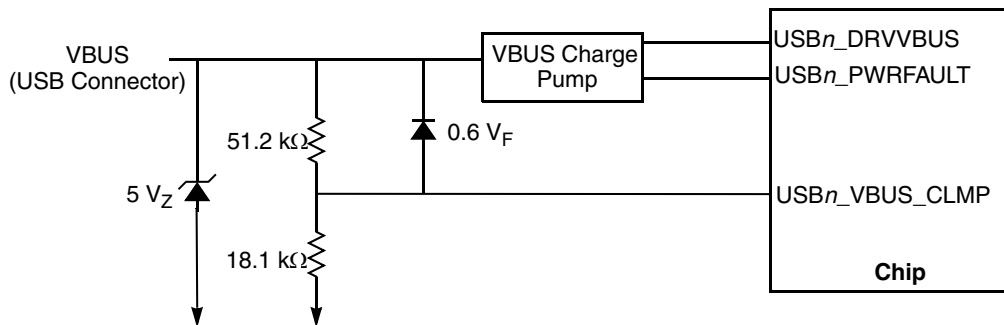 VBUS
(USB Connector)
VBUS Charge
Pump
USBn_DRVVBUS
USBn_PWRFAULT
51.2 kΩ
0.6 VF
5 VZ
USBn_VBUS_CLMP
18.1 kΩ
Chip